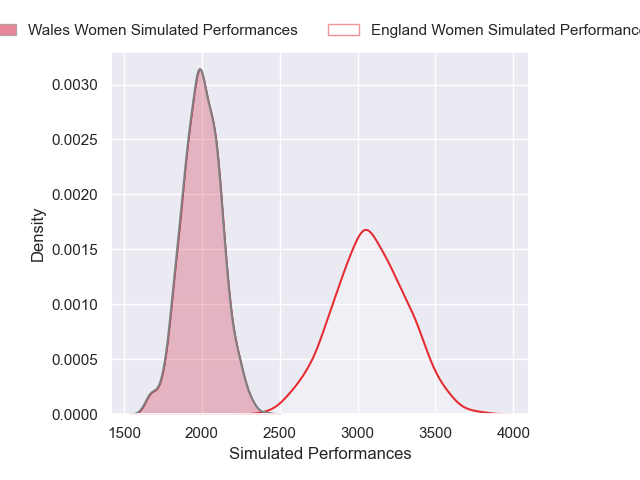 Wales Women Simulated Performances England Women Simulated Performanc
0.0030
0.0025
0.0020
0.0015
0.0010
0.0005
0.0000
Density
1500 2000 2500 3000 3500 4000
Simulated Performances